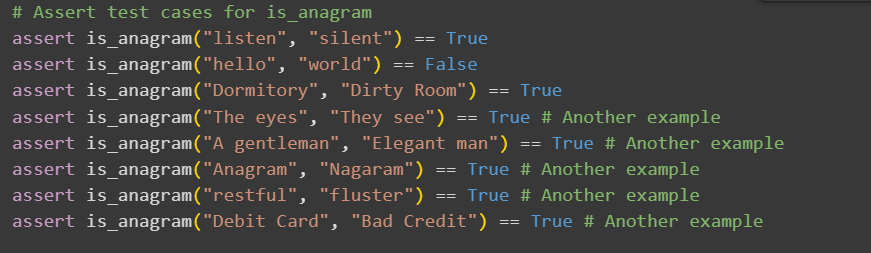 # Assert test cases for is_anagram
assert is_anagram("listen", "silent") == True
assert is_anagram("hello", "world") == False
assert is_anagram("Dormitory", "Dirty Room") == True
assert is_anagram("The eyes", "They see") == True # Another example
assert is_anagram("A gentleman", "Elegant man") == True # Another example
assert is_anagram("Anagram", "Nagaram") == True # Another example
assert is_anagram("restful", "fluster") == True # Another example
assert is_anagram("Debit Card", "Bad Credit") == True # Another example